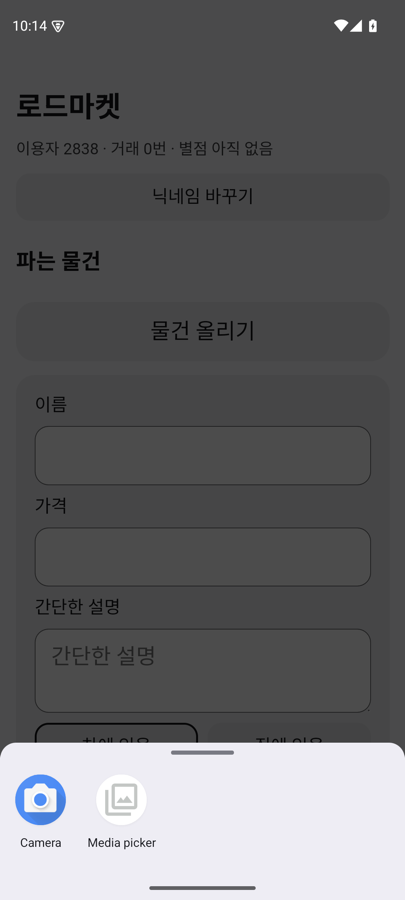 10:14
로드마켓
이용자 2838 · 거래 0번 · 별점 아직 없음
닉네임 바꾸기
파는 물건
물건 올리기
이름
가격
간단한 설명
간단한 설명
Camera
Media picker